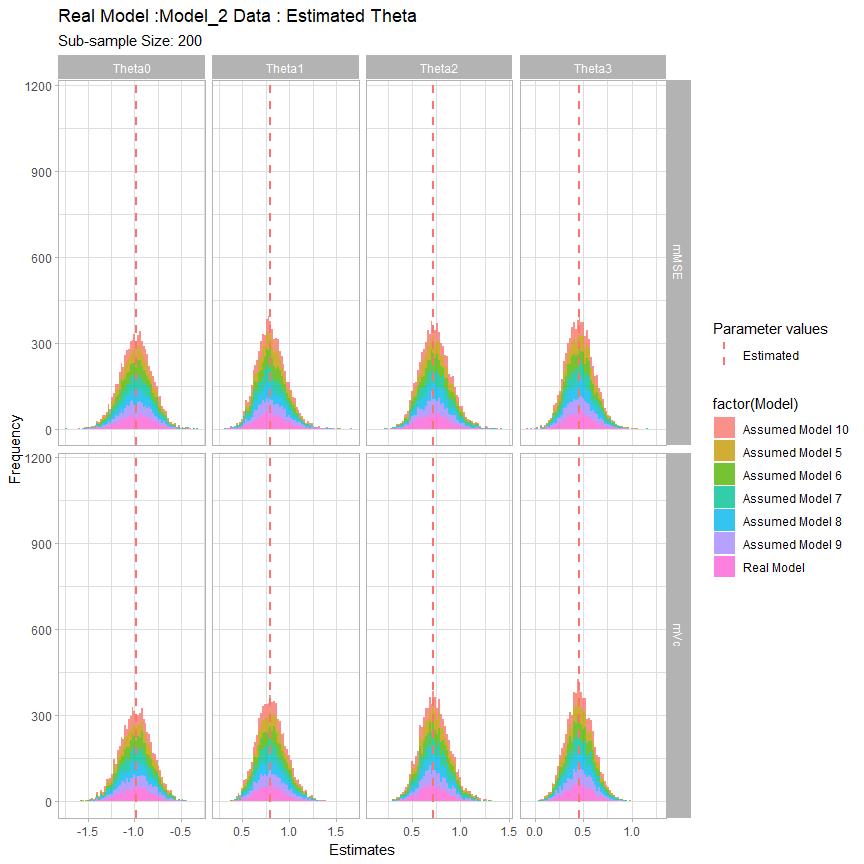 Real Model :Model_2 Data : Estimated Theta
Sub-sample Size: 200
Theta0 Theta1 Theta2 Theta3
1200
900
600
300
0
mMSE
1200
900
600
300
0
mVc
Frequency
-1.5 -1.0 -0.5 0.5 1.0 1.5 0.5 1.0 1.5 0.0 0.5 1.0
Estimates
Parameter values
Estimated
factor(Model)
Assumed Model 10
Assumed Model 5
Assumed Model 6
Assumed Model 7
Assumed Model 8
Assumed Model 9
Real Model